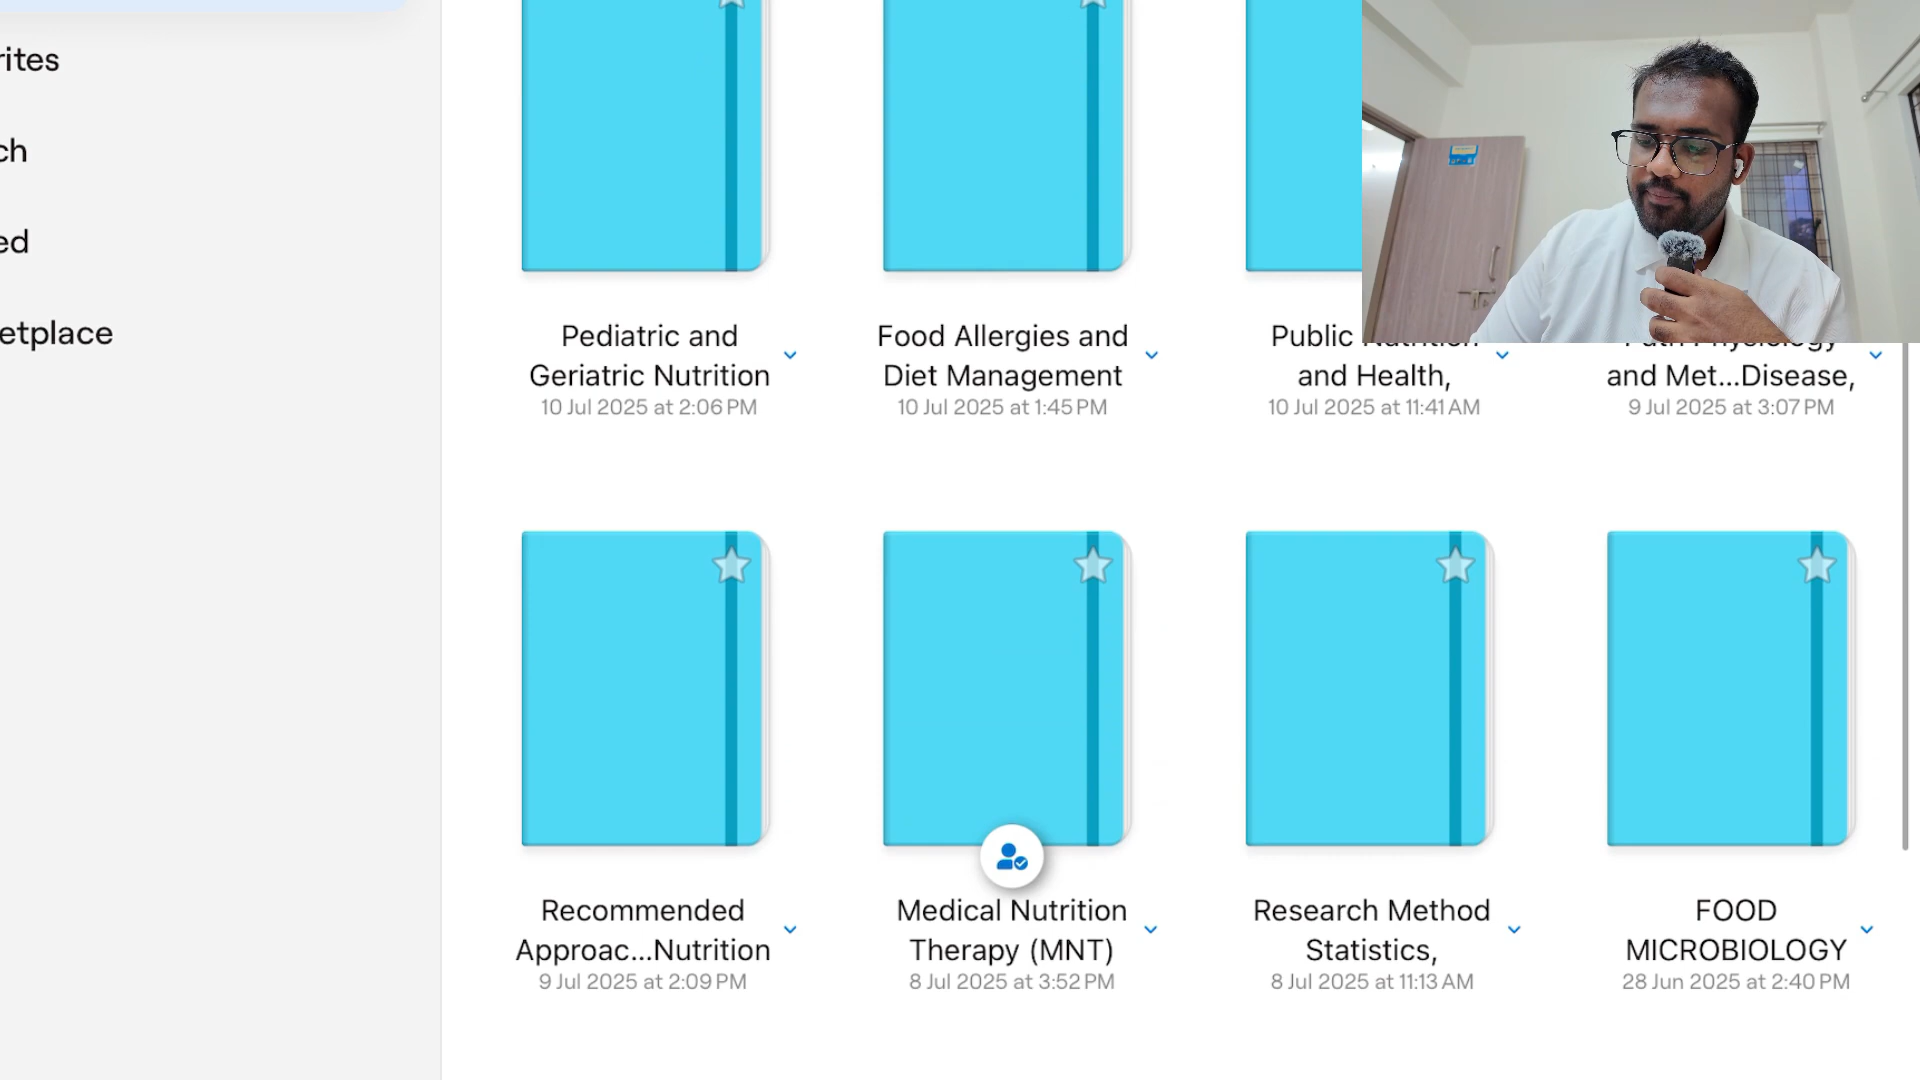 rites
ch
ed
etplace
Pediatric and
Geriatric Nutrition
10 Jul 2025 at 2:06 PM
Food Allergies and
Diet Management
10 Jul 2025 at 1:45 PM
Public Nutrition
and Health,
10 Jul 2025 at 11:41 AM
Physiology
and Met...Disease,
9 Jul 2025 at 3:07 PM
Recommended
Approac...Nutrition
9 Jul 2025 at 2:09 PM
Medical Nutrition
Therapy (MNT)
8 Jul 2025 at 3:52 PM
Research Method
Statistics,
8 Jul 2025 at 11:13 AM
FOOD
MICROBIOLOGY
28 Jun 2025 at 2:40 PM